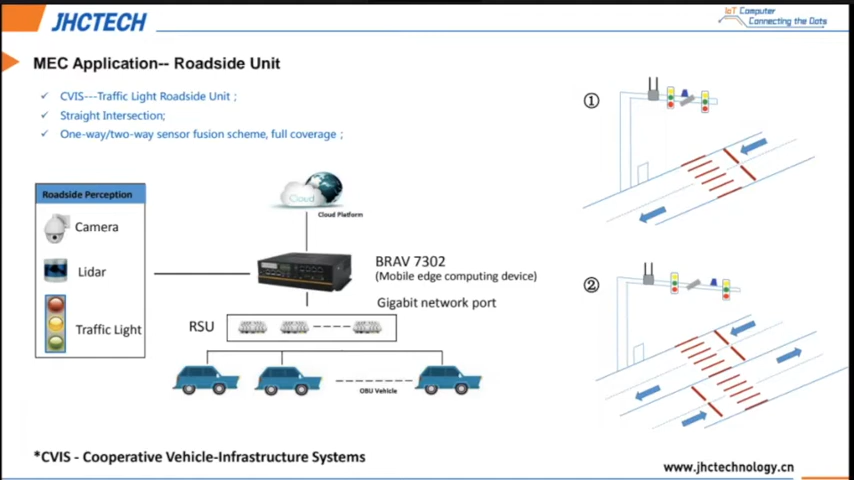 JHCTECH
IoT Computer
Connecting the Dots
MEC Application-- Roadside Unit
✓ CVIS---Traffic Light Roadside Unit ;
✓ Straight Intersection;
✓ One-way/two-way sensor fusion scheme, full coverage ;
Roadside Perception
Camera
Lidar
Traffic Light
Cloud
Cloud Platform
BRAV 7302
(Mobile edge computing device)
Gigabit network port
RSU
OBU Vehicle
①
②
*CVIS - Cooperative Vehicle-Infrastructure Systems
www.jhctechnology.cn